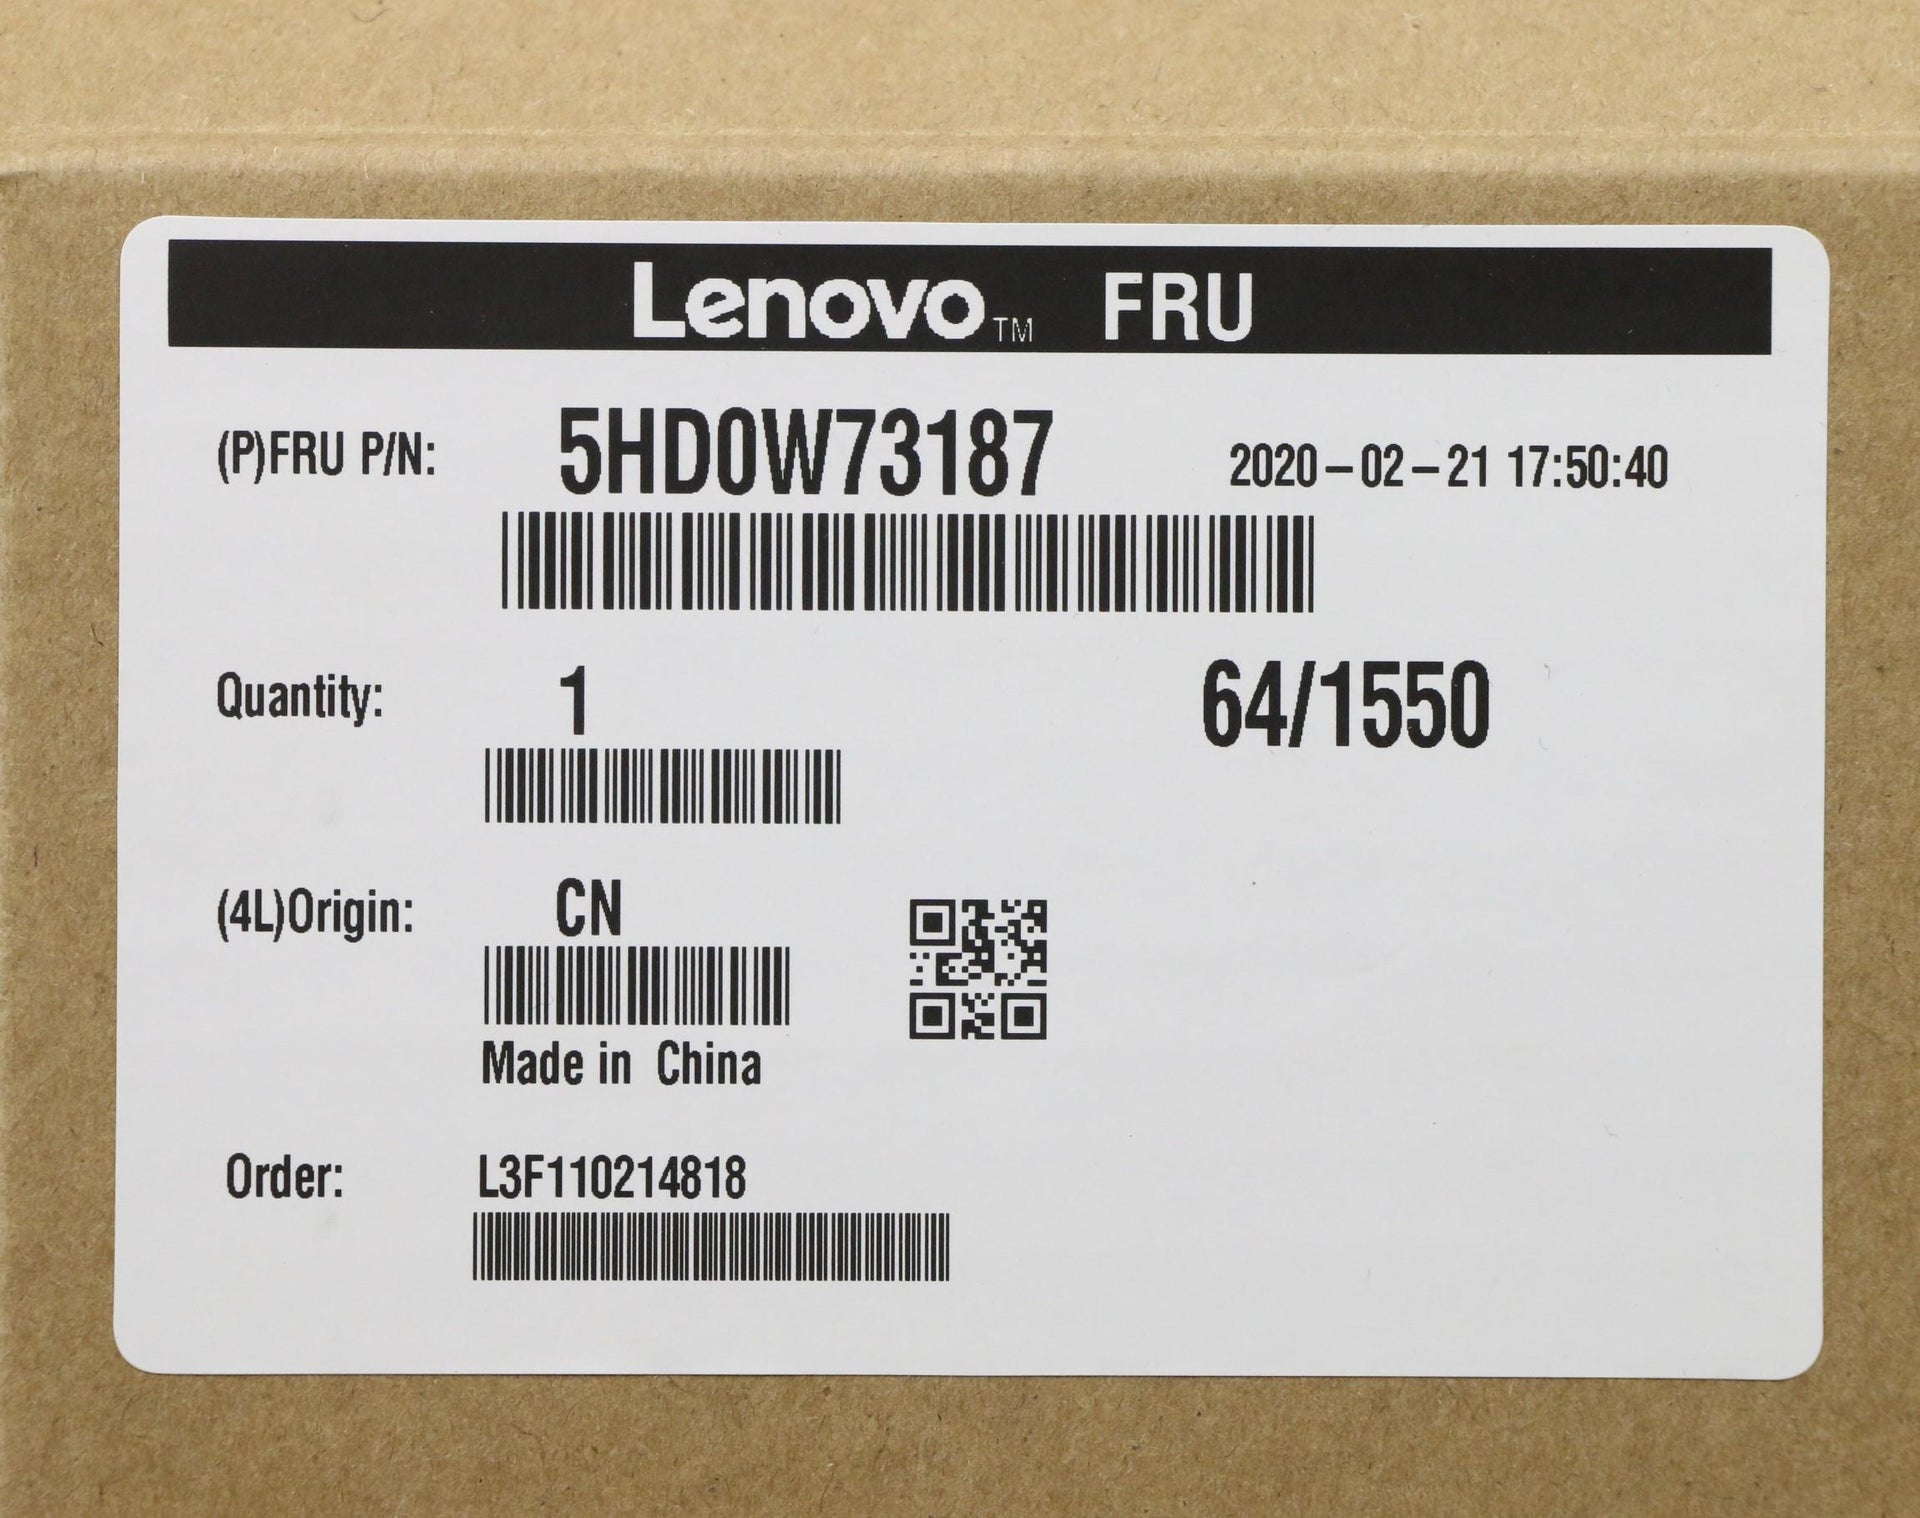 Lenovo™ FRU
(P)FRU P/N: 5HD0W73187 2020-02-21 17:50:40
Quantity: 1 64/1550
(4L)Origin: CN
Made in China
Order: L3F110214818